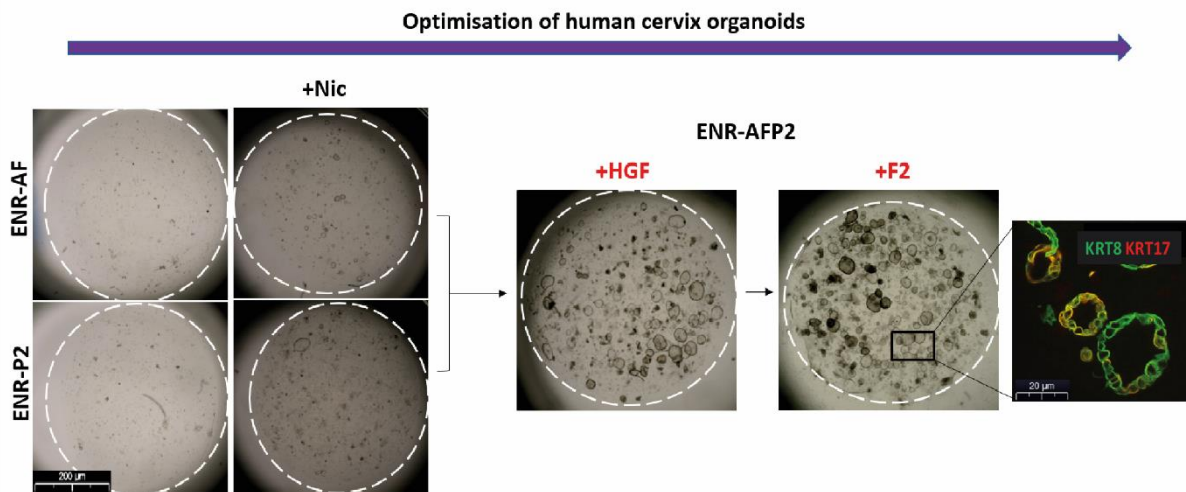 Optimisation of human cervix organoids
+Nic
ENR-AFP2
+HGF
+F2
ENR-AF
ENR-P2
KRT8 KRT17
200 µm
20 µm